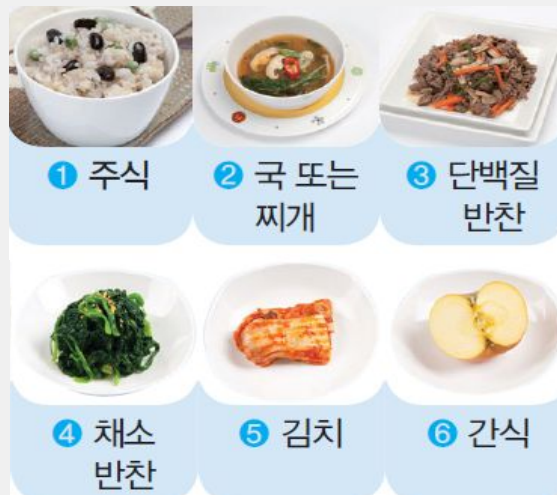 ❶ 주식
❷ 국 또는
찌개
❸ 단백질
반찬
❹ 채소
반찬
❺ 김치
❻ 간식